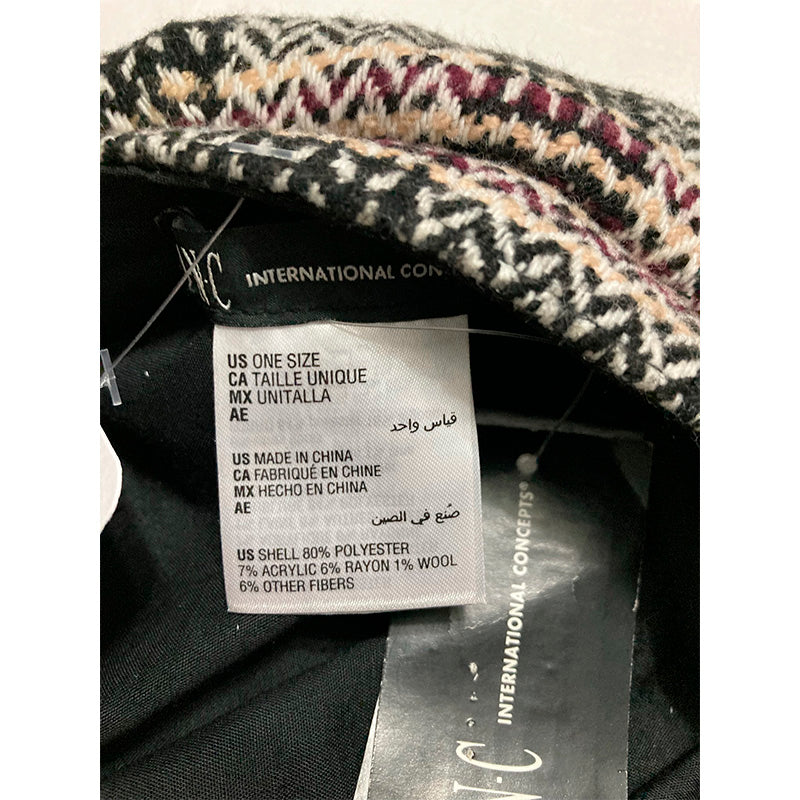 N·C INTERNATIONAL CON
US ONE SIZE
CA TAILLE UNIQUE
MX UNITALLA
AE
قياس واحد
US MADE IN CHINA
CA FABRIQUÉ EN CHINE
MX HECHO EN CHINA
AE
صّنع في الصين
US SHELL 80% POLYESTER
7% ACRYLIC 6% RAYON 1% WOOL
6% OTHER FIBERS
N·C INTERNATIONAL CONCEPTS®